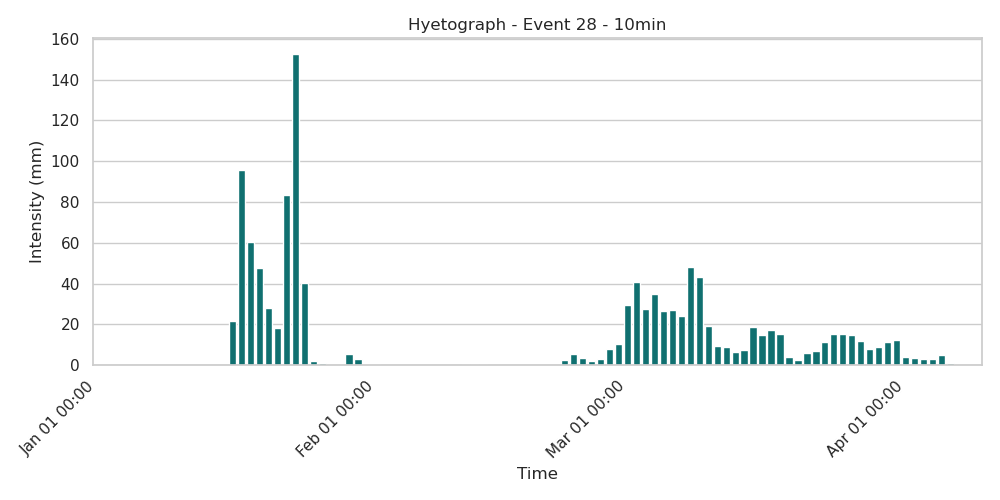 Hyetograph - Event 28 - 10min
Intensity (mm)
160
140
120
100
80
60
40
20
0
Jan 01 00:00
Feb 01 00:00
Mar 01 00:00
Apr 01 00:00
Time